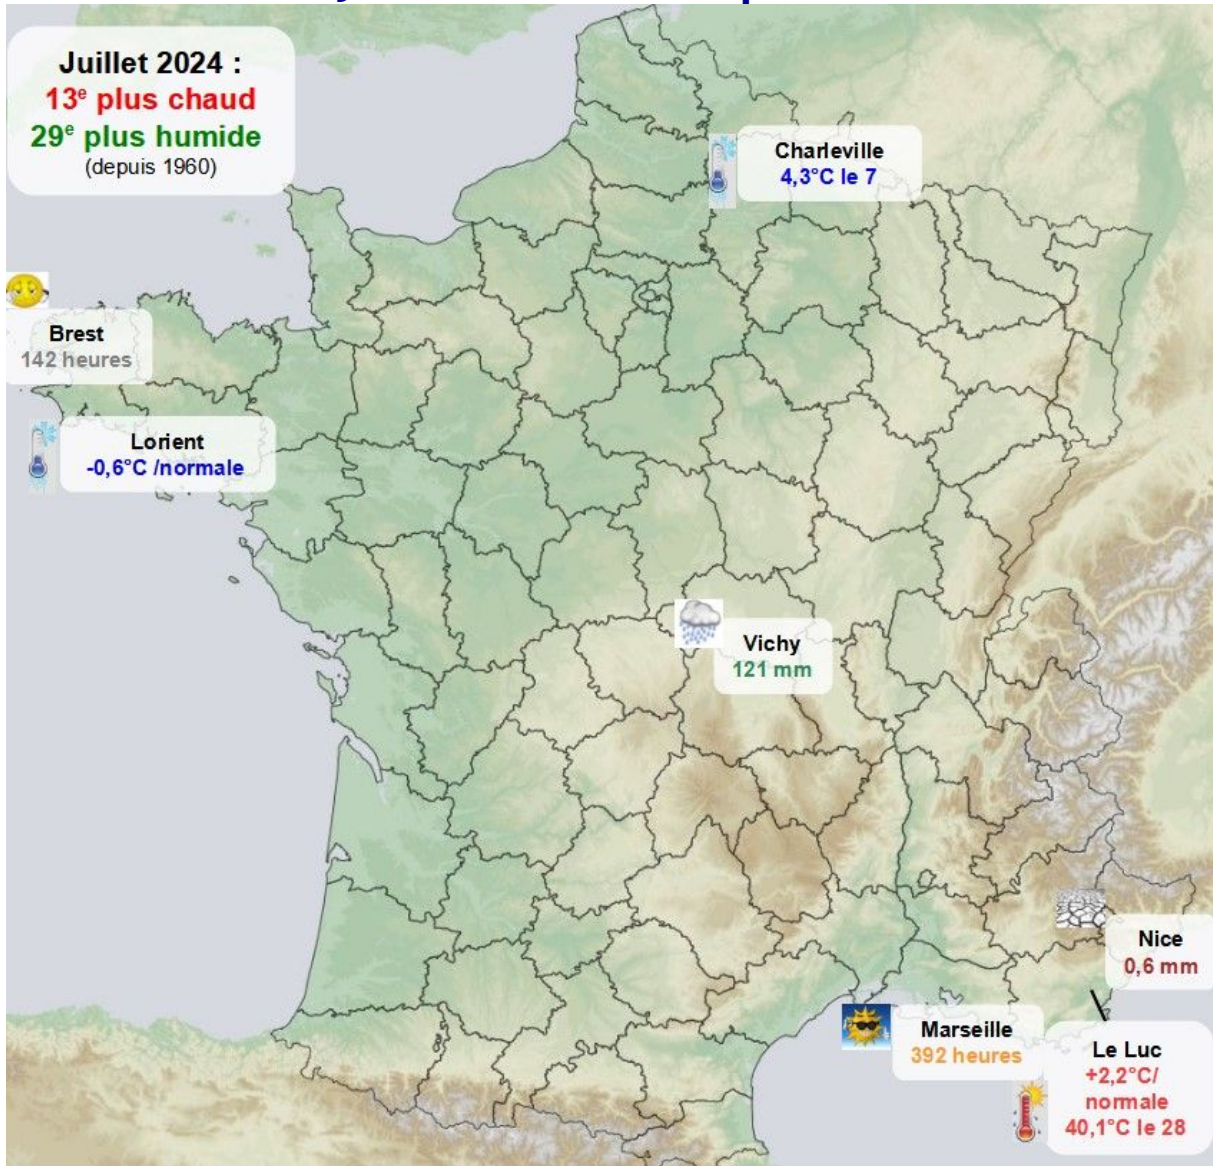 Juillet 2024 :
13e plus chaud
29e plus humide
(depuis 1960)
Charleville
4,3°C le 7
Brest
142 heures
Lorient
-0,6°C /normale
Vichy
121 mm
Nice
0,6 mm
Marseille
392 heures
Le Luc
+2,2°C/
normale
40,1°C le 28